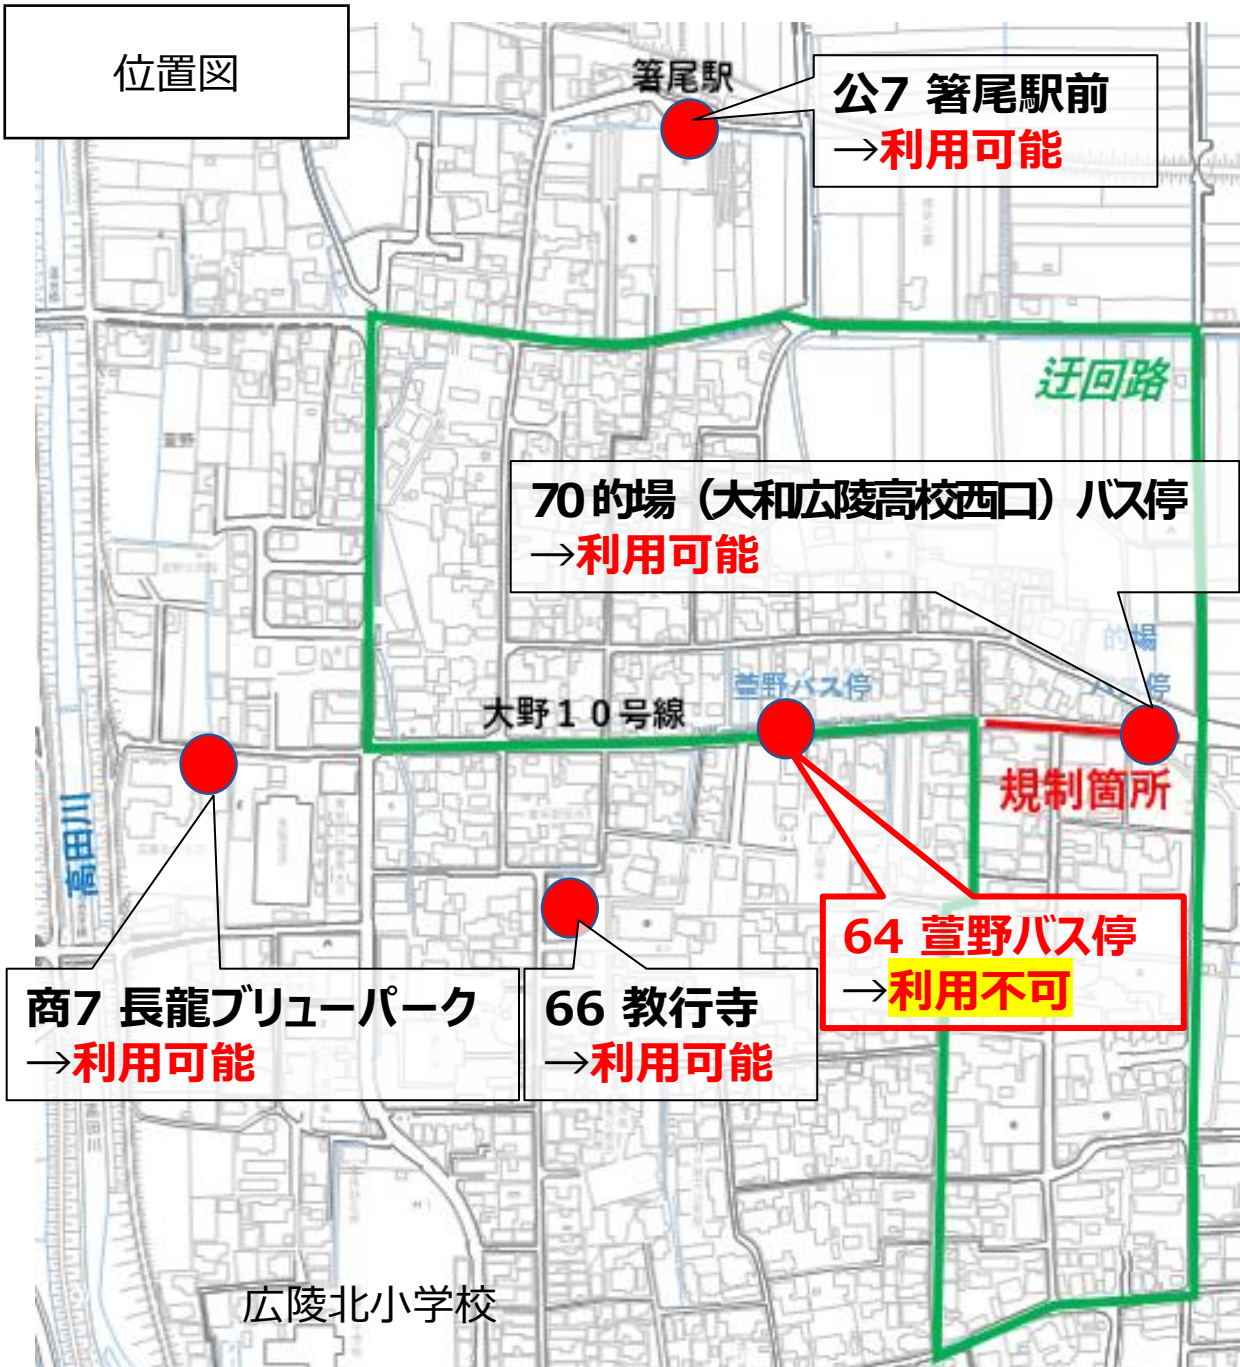 位置図
箸尾駅
公7 箸尾駅前
→利用可能
迂回路
萱野
70 的場（大和広陵高校西口）バス停
→利用可能
的場
バス停
萱野バス停
大野１０号線
規制箇所
高田川
64 萱野バス停
→利用不可
商7 長龍ブリューパーク
→利用可能
66 教行寺
→利用可能
高田川
広陵北小学校